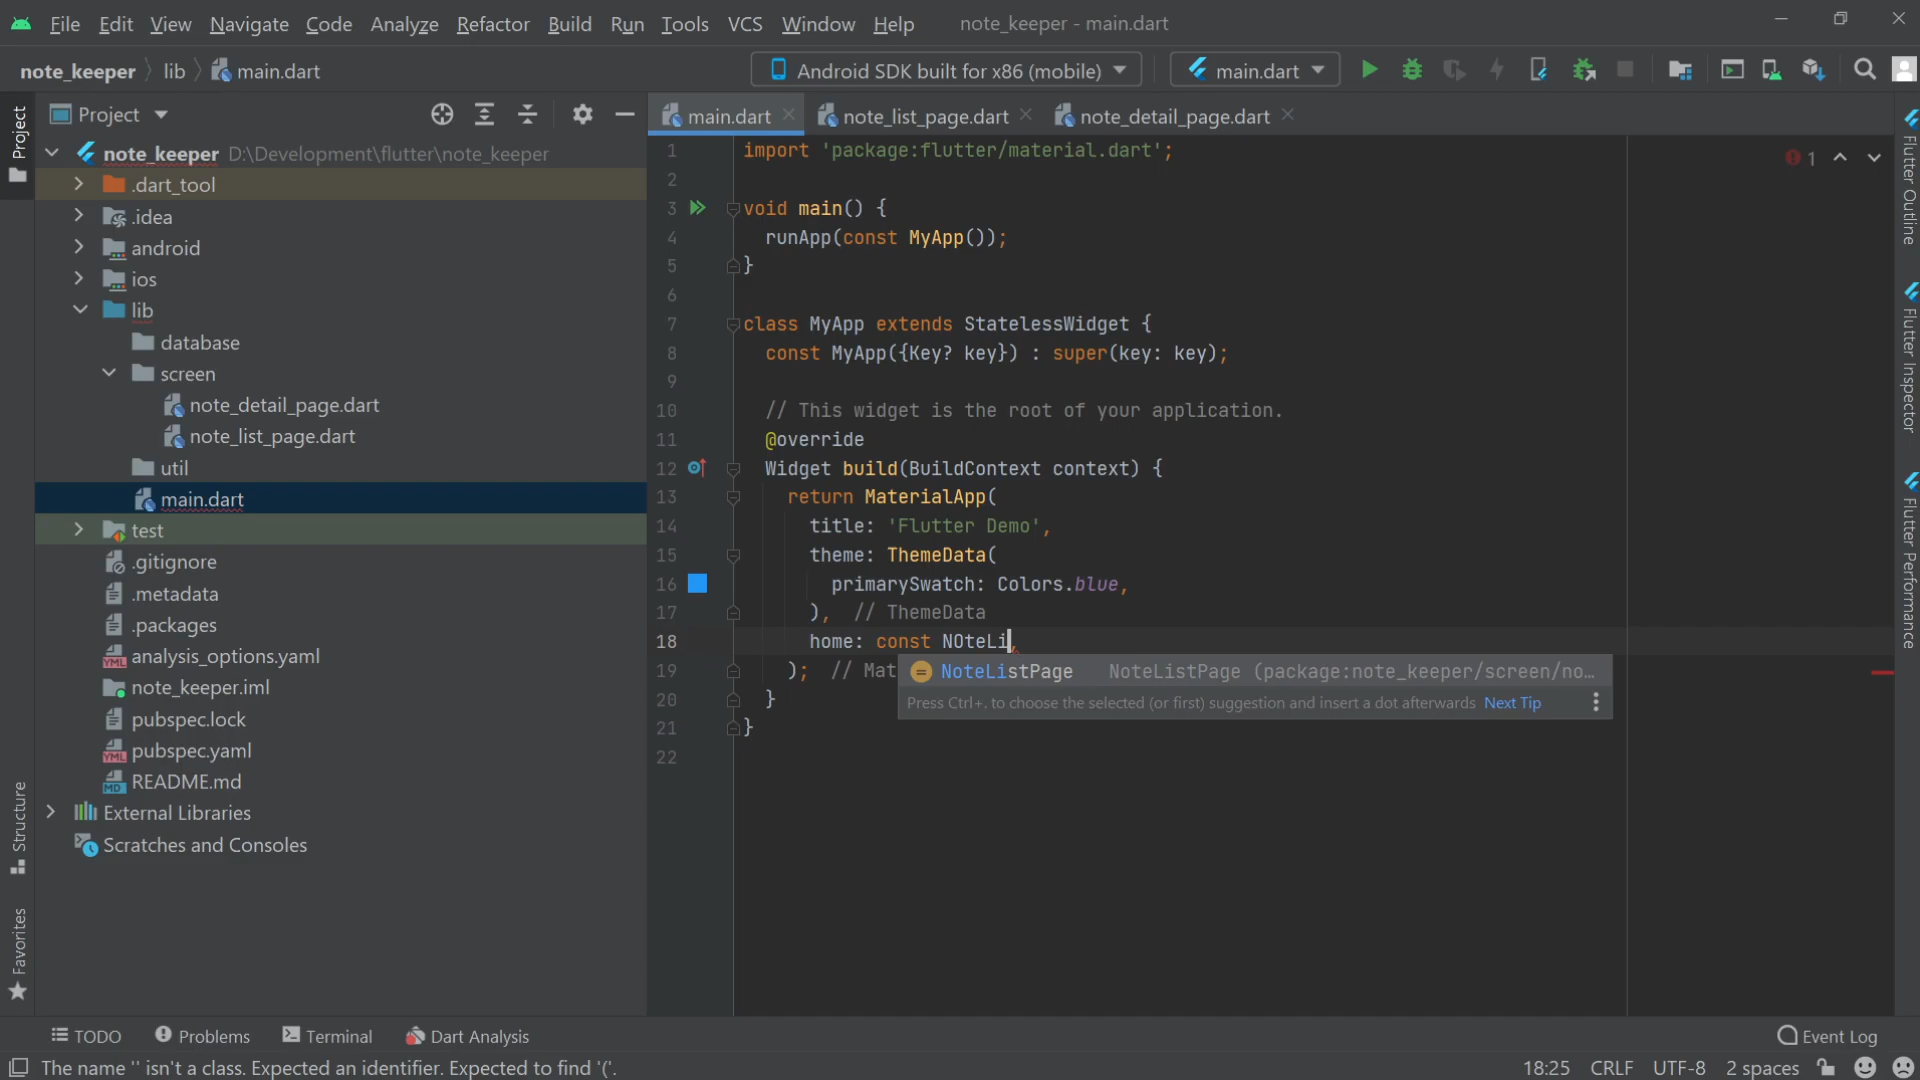 File Edit View Navigate Code Analyze Refactor Build Run Tools VCS Window Help note_keeper - main.dart
note_keeper lib main.dart Android SDK built for x86 (mobile) main.dart
Project
Project
main.dart note_list_page.dart note_detail_page.dart
note_keeper D:\Development\flutter\note_keeper
.dart_tool
.idea
android
ios
lib
database
screen
note_detail_page.dart
note_list_page.dart
util
main.dart
test
.gitignore
.metadata
.packages
analysis_options.yaml
note_keeper.iml
pubspec.lock
pubspec.yaml
README.md
External Libraries
Scratches and Consoles
Structure
Favorites
1 import 'package:flutter/material.dart';
2
3 void main() {
4 runApp(const MyApp());
5 }
6
7 class MyApp extends StatelessWidget {
8 const MyApp({Key? key}) : super(key: key);
9
10 // This widget is the root of your application.
11 @override
12 Widget build(BuildContext context) {
13 return MaterialApp(
14 title: 'Flutter Demo',
15 theme: ThemeData(
16 primarySwatch: Colors.blue,
17 ), // ThemeData
18 home: const NOteLi,
19 ); // Mat
20 }
21 }
22
NoteListPage NoteListPage (package:note_keeper/screen/no...
Press Ctrl+. to choose the selected (or first) suggestion and insert a dot afterwards Next Tip
1
Flutter Outline
Flutter Inspector
Flutter Performance
TODO Problems Terminal Dart Analysis Event Log
The name '' isn't a class. Expected an identifier. Expected to find '('. 18:25 CRLF UTF-8 2 spaces